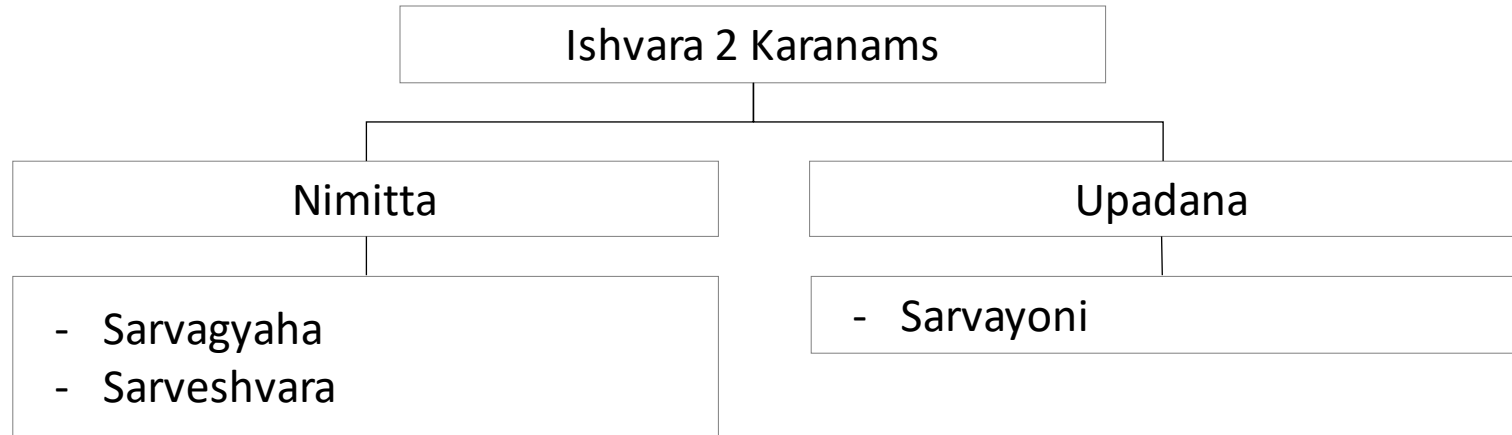 Ishvara 2 Karanams
Nimitta
Upadana
- Sarvagyaha
- Sarveshvara
- Sarvayoni